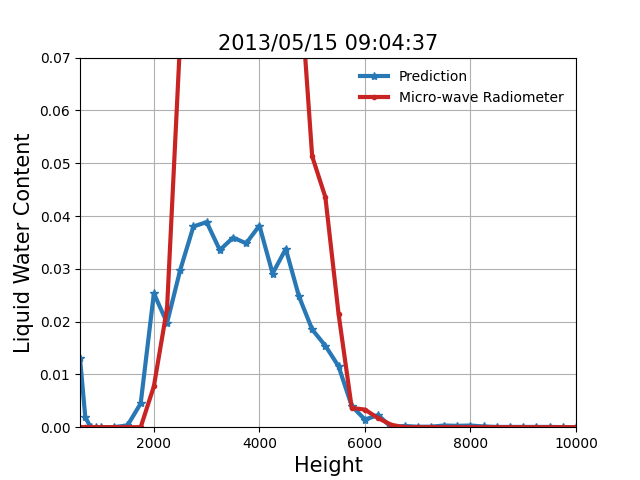 2013/05/15 09:04:37
0.07
0.06
0.05
0.04
0.03
0.02
0.01
0.00
Liquid Water Content
Prediction
Micro-wave Radiometer
2000 4000 6000 8000 10000
Height